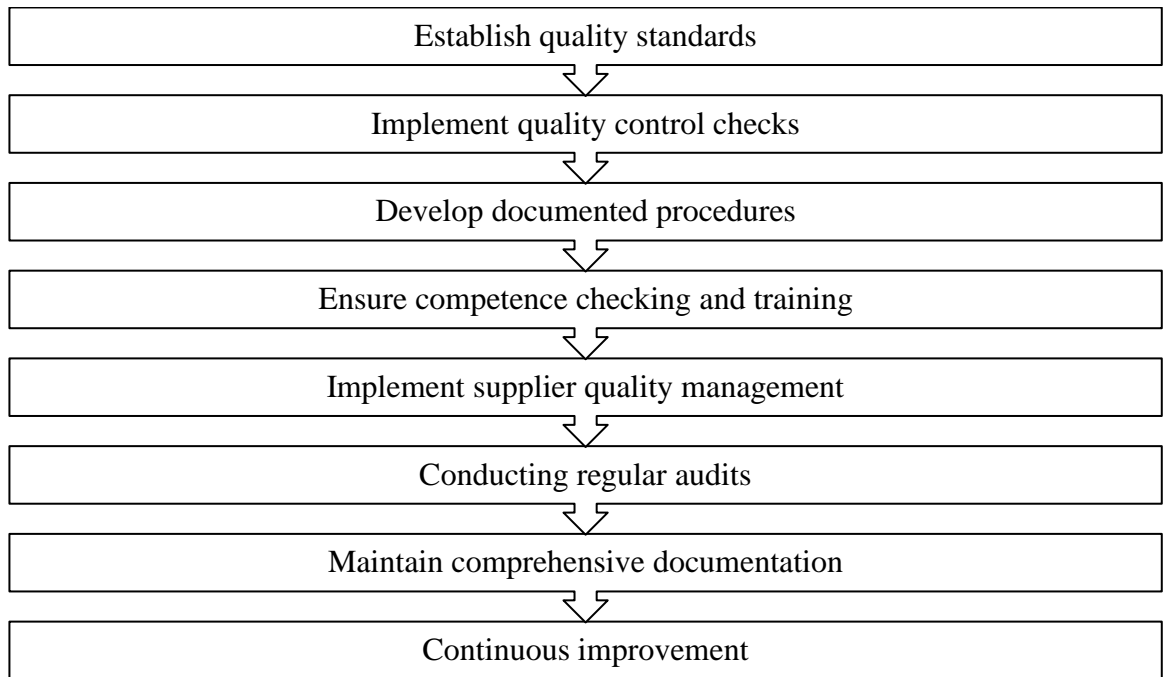 Establish quality standards
Implement quality control checks
Develop documented procedures
Ensure competence checking and training
Implement supplier quality management
Conducting regular audits
Maintain comprehensive documentation
Continuous improvement